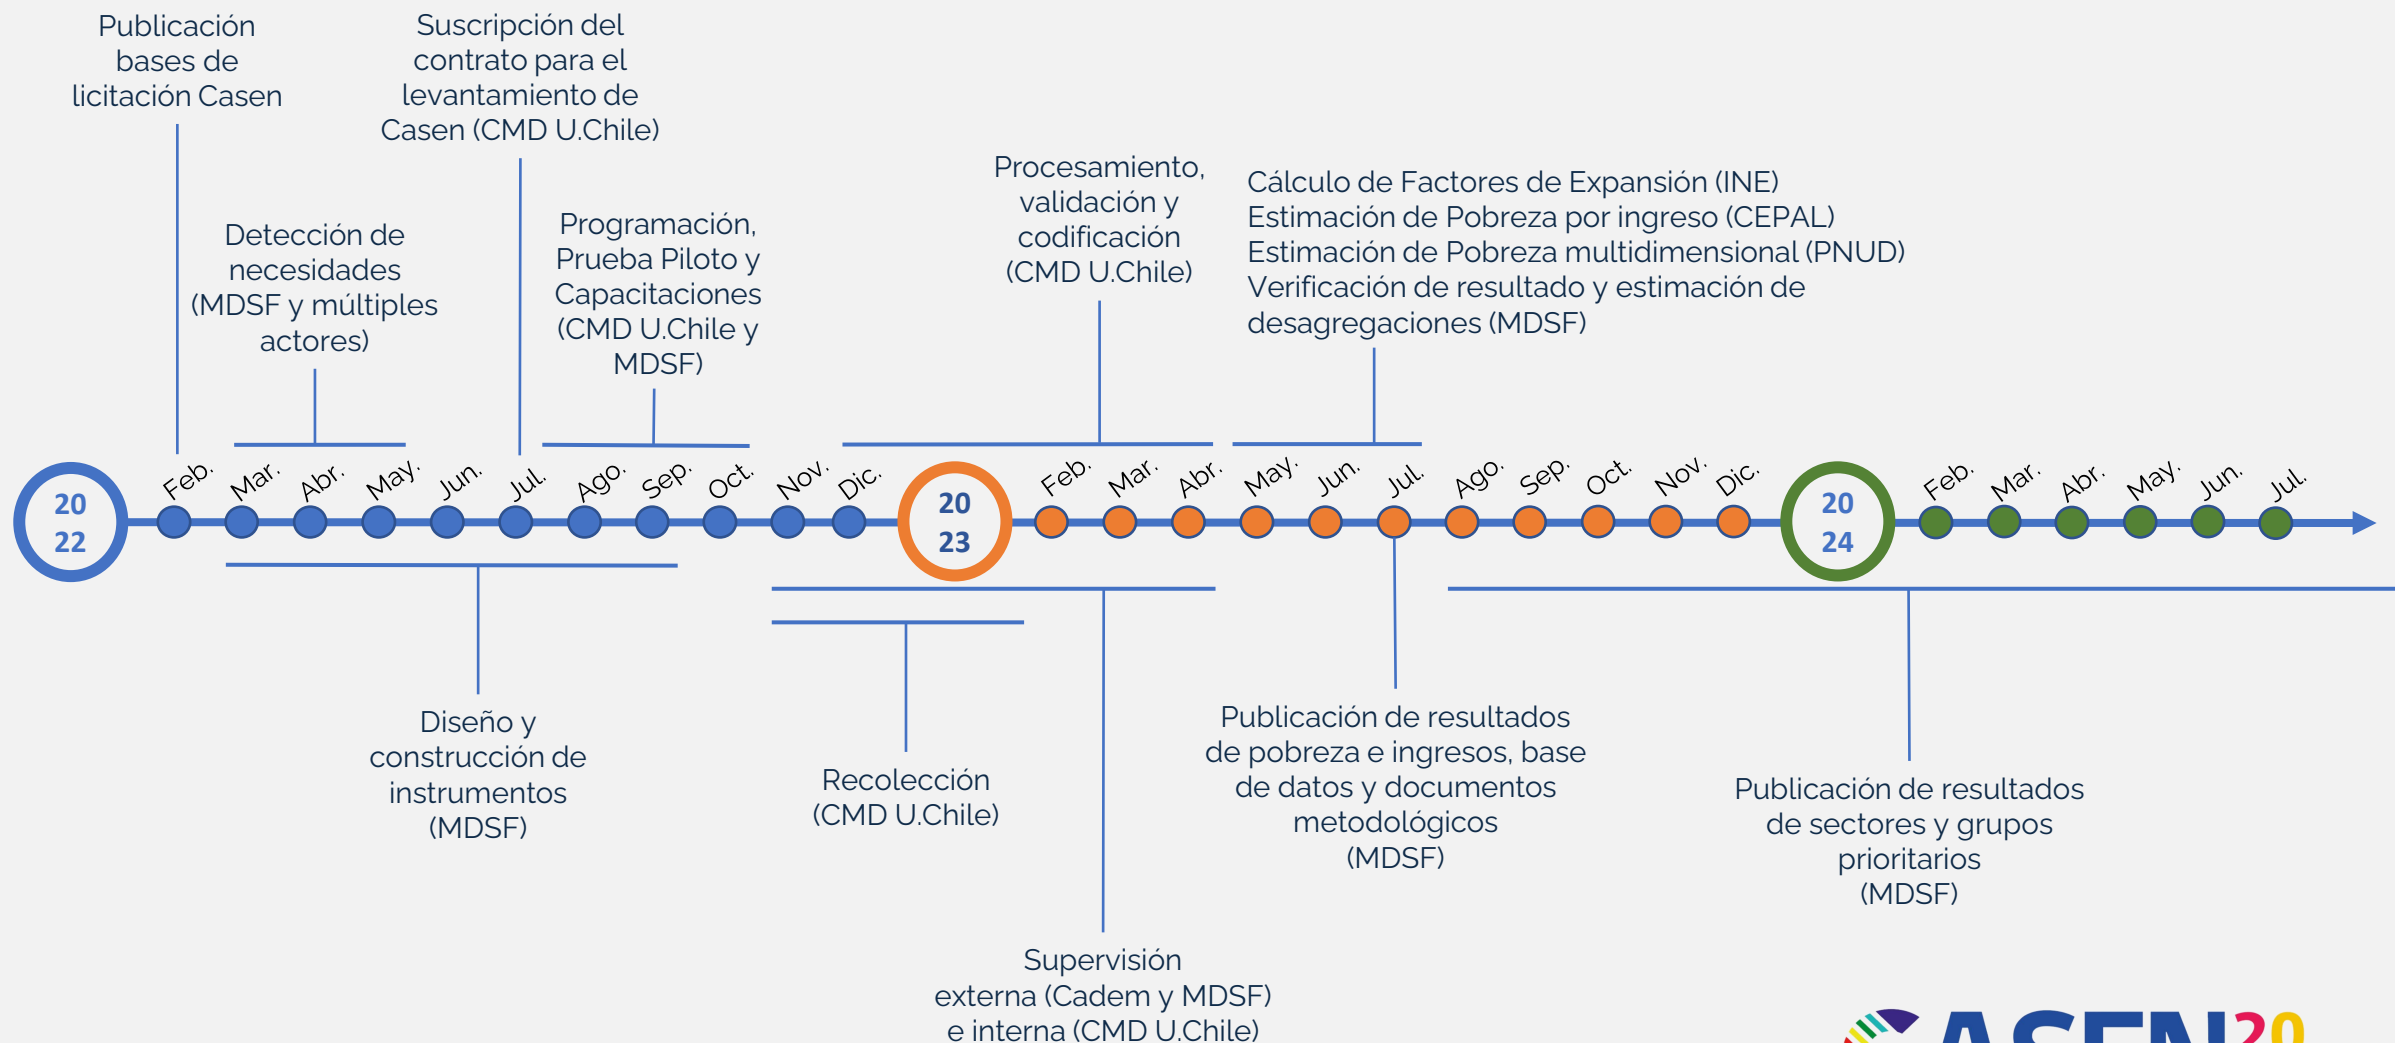 Publicación
bases de
licitación Casen
Suscripción del
contrato para el
levantamiento de
Casen (CMD U.Chile)
Detección de
necesidades
(MDSF y múltiples
actores)
Programación,
Prueba Piloto y
Capacitaciones
(CMD U.Chile y
MDSF)
Procesamiento,
validación y
codificación
(CMD U.Chile)
Cálculo de Factores de Expansión (INE)
Estimación de Pobreza por ingreso (CEPAL)
Estimación de Pobreza multidimensional (PNUD)
Verificación de resultado y estimación de
desagregaciones (MDSF)
20
22
Feb.
Mar.
Abr.
May.
Jun.
Jul.
Ago.
Sep.
Oct.
Nov.
Dic.
20
23
Feb.
Mar.
Abr.
May.
Jun.
Jul.
Ago.
Sep.
Oct.
Nov.
Dic.
20
24
Feb.
Mar.
Abr.
May.
Jun.
Jul.
Diseño y
construcción de
instrumentos
(MDSF)
Recolección
(CMD U.Chile)
Supervisión
externa (Cadem y MDSF)
e interna (CMD U.Chile)
Publicación de resultados
de pobreza e ingresos, base
de datos y documentos
metodológicos
(MDSF)
Publicación de resultados
de sectores y grupos
prioritarios
(MDSF)
ASEN20